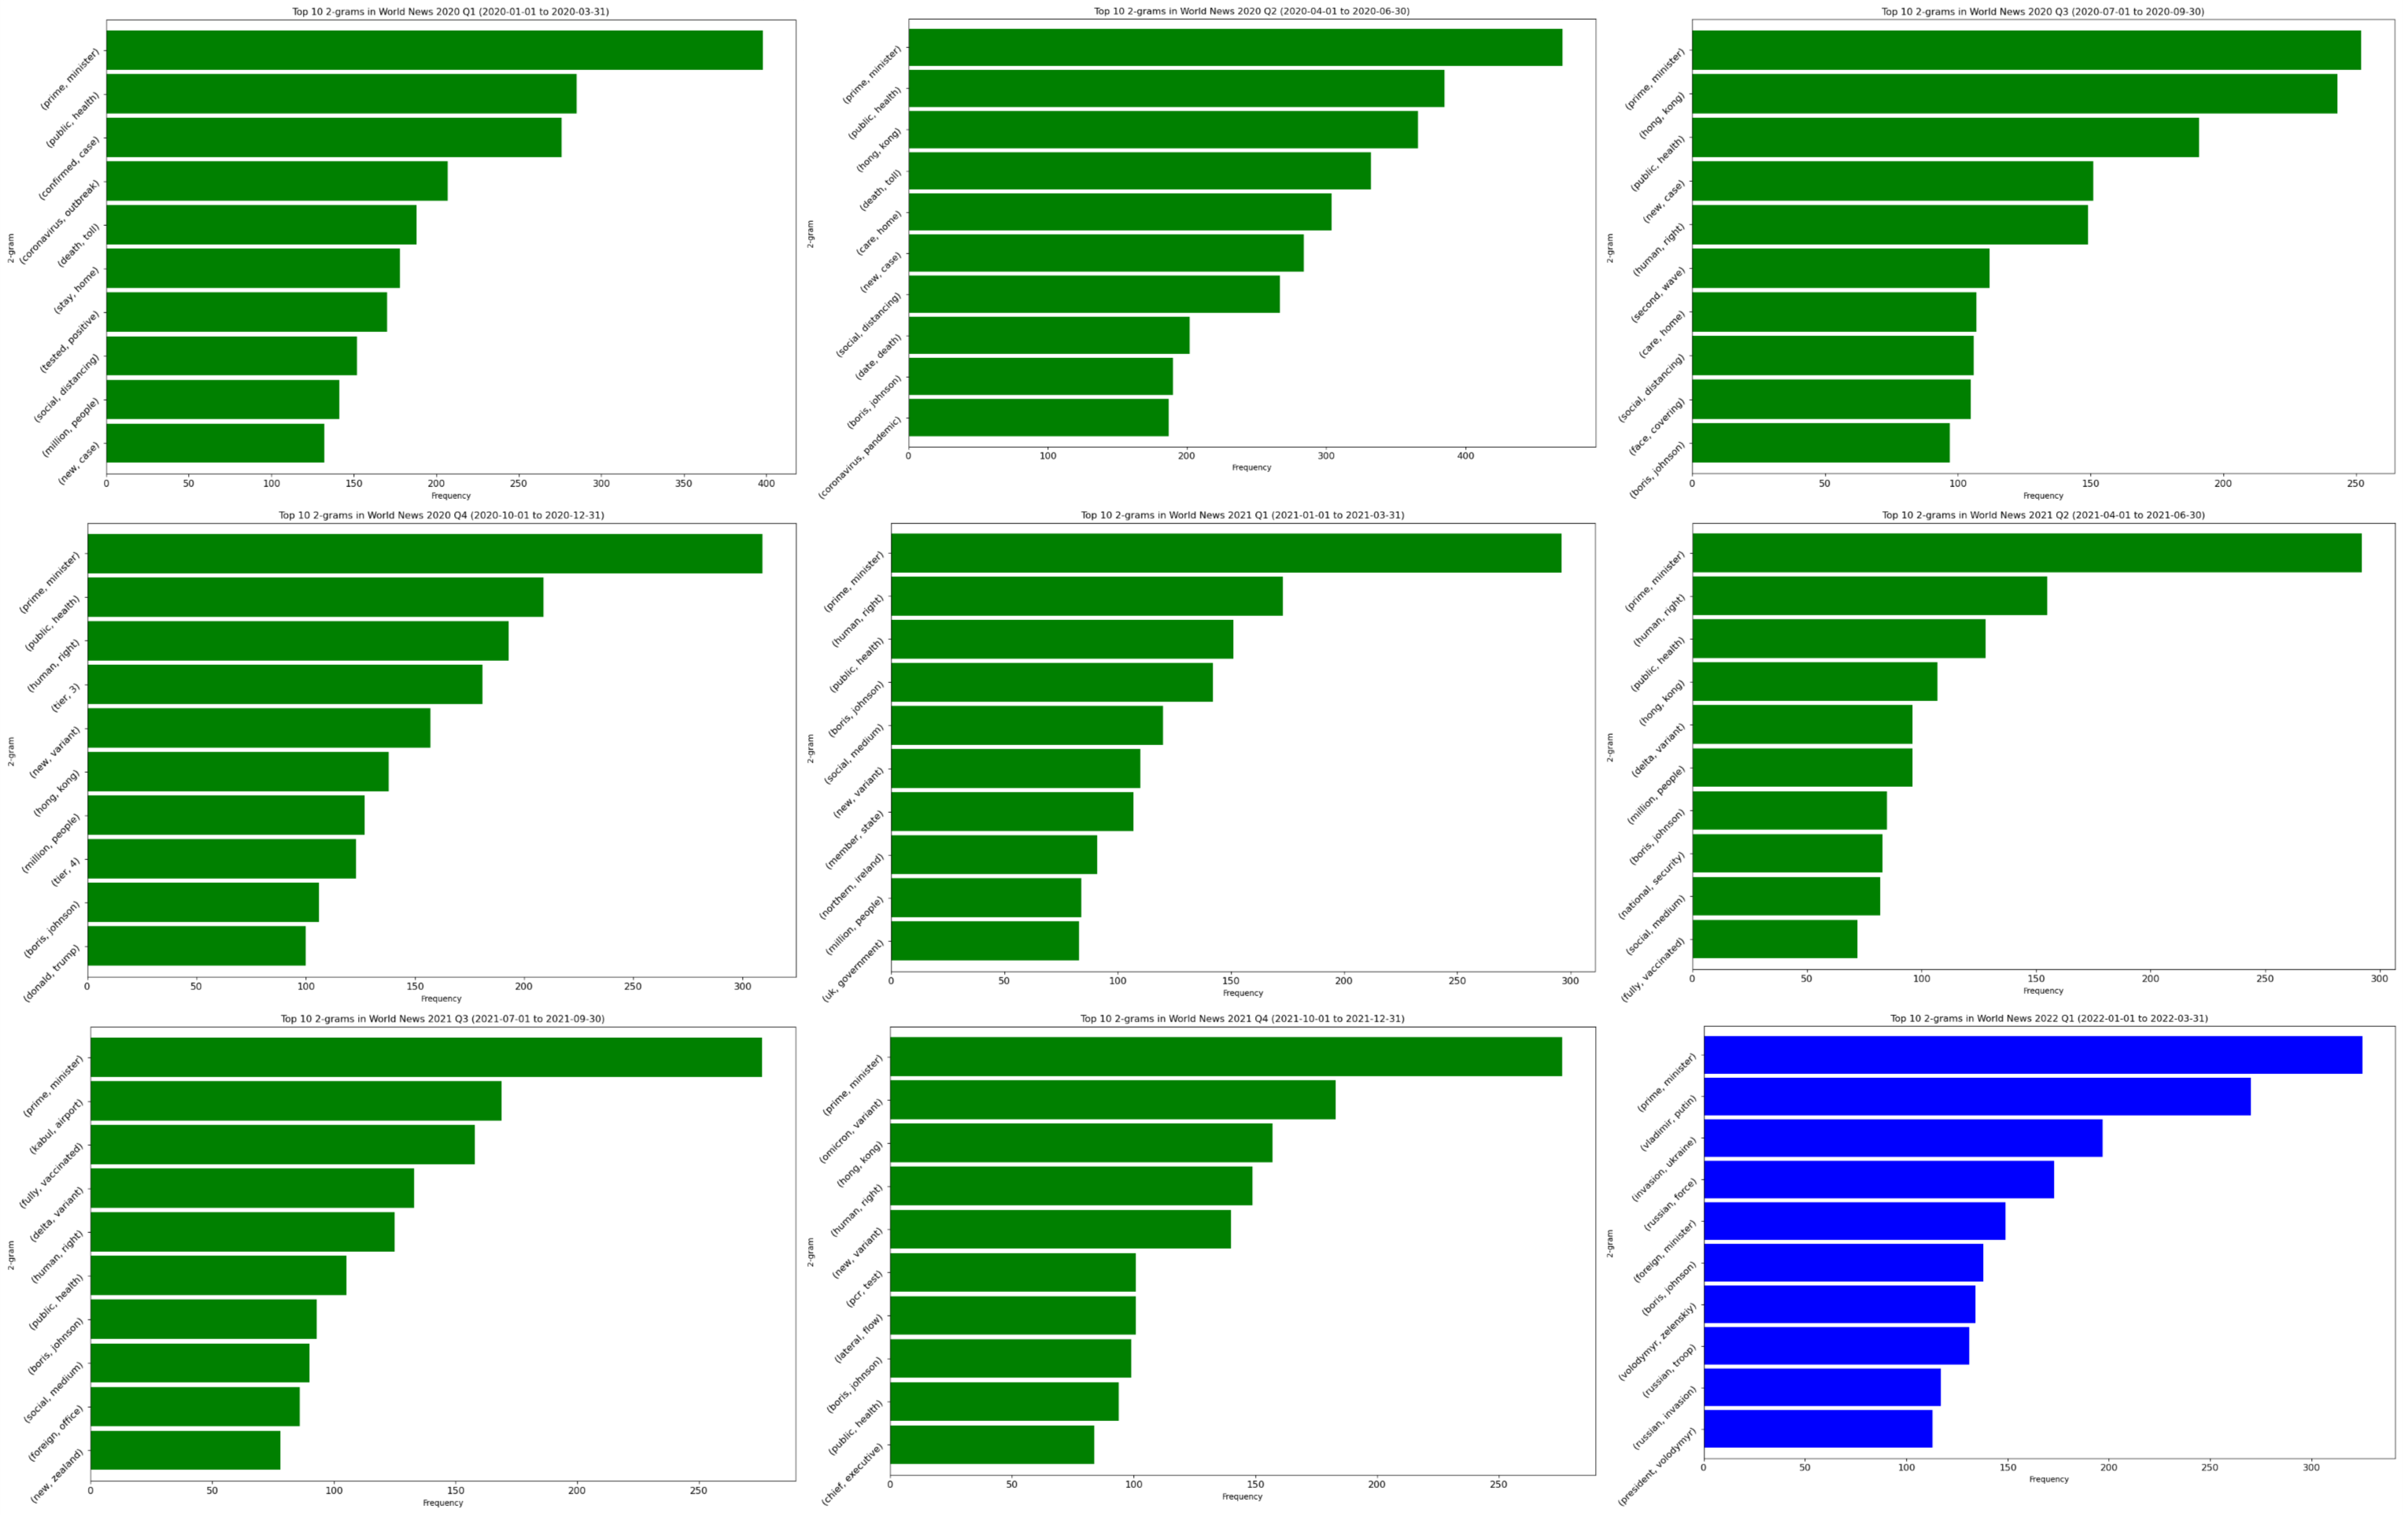 Top 10 2-grams in World News 2020 Q1 (2020-01-01 to 2020-03-31)
2-gram
(prime, minister)
(public, health)
(confirmed, case)
(coronavirus, outbreak)
(death, toll)
(stay, home)
(tested, positive)
(social, distancing)
(million, people)
(new, case)
0 50 100 150 200 250 300 350 400
Frequency
Top 10 2-grams in World News 2020 Q2 (2020-04-01 to 2020-06-30)
2-gram
(prime, minister)
(public, health)
(hong, kong)
(death, toll)
(care, home)
(new, case)
(social, distancing)
(date, death)
(boris, johnson)
(coronavirus, pandemic)
0 100 200 300 400
Frequency
Top 10 2-grams in World News 2020 Q3 (2020-07-01 to 2020-09-30)
2-gram
(prime, minister)
(hong, kong)
(public, health)
(new, case)
(human, right)
(second, wave)
(care, home)
(social, distancing)
(face, covering)
(boris, johnson)
0 50 100 150 200 250
Frequency
Top 10 2-grams in World News 2020 Q4 (2020-10-01 to 2020-12-31)
2-gram
(prime, minister)
(public, health)
(human, right)
(tier, 3)
(new, variant)
(hong, kong)
(million, people)
(tier, 4)
(boris, johnson)
(donald, trump)
0 50 100 150 200 250 300
Frequency
Top 10 2-grams in World News 2021 Q1 (2021-01-01 to 2021-03-31)
2-gram
(prime, minister)
(human, right)
(public, health)
(boris, johnson)
(social, medium)
(new, variant)
(member, state)
(northern, ireland)
(million, people)
(uk, government)
0 50 100 150 200 250 300
Frequency
Top 10 2-grams in World News 2021 Q2 (2021-04-01 to 2021-06-30)
2-gram
(prime, minister)
(human, right)
(public, health)
(hong, kong)
(delta, variant)
(million, people)
(boris, johnson)
(national, security)
(social, medium)
(fully, vaccinated)
0 50 100 150 200 250 300
Frequency
Top 10 2-grams in World News 2021 Q3 (2021-07-01 to 2021-09-30)
2-gram
(prime, minister)
(kabul, airport)
(fully, vaccinated)
(delta, variant)
(human, right)
(public, health)
(boris, johnson)
(social, medium)
(foreign, office)
(new, zealand)
0 50 100 150 200 250
Frequency
Top 10 2-grams in World News 2021 Q4 (2021-10-01 to 2021-12-31)
2-gram
(prime, minister)
(omicron, variant)
(hong, kong)
(human, right)
(new, variant)
(pcr, test)
(lateral, flow)
(boris, johnson)
(public, health)
(chief, executive)
0 50 100 150 200 250
Frequency
Top 10 2-grams in World News 2022 Q1 (2022-01-01 to 2022-03-31)
2-gram
(prime, minister)
(vladimir, putin)
(invasion, ukraine)
(russian, force)
(foreign, minister)
(boris, johnson)
(volodymyr, zelenskiy)
(russian, troop)
(russian, invasion)
(president, volodymyr)
0 50 100 150 200 250 300
Frequency